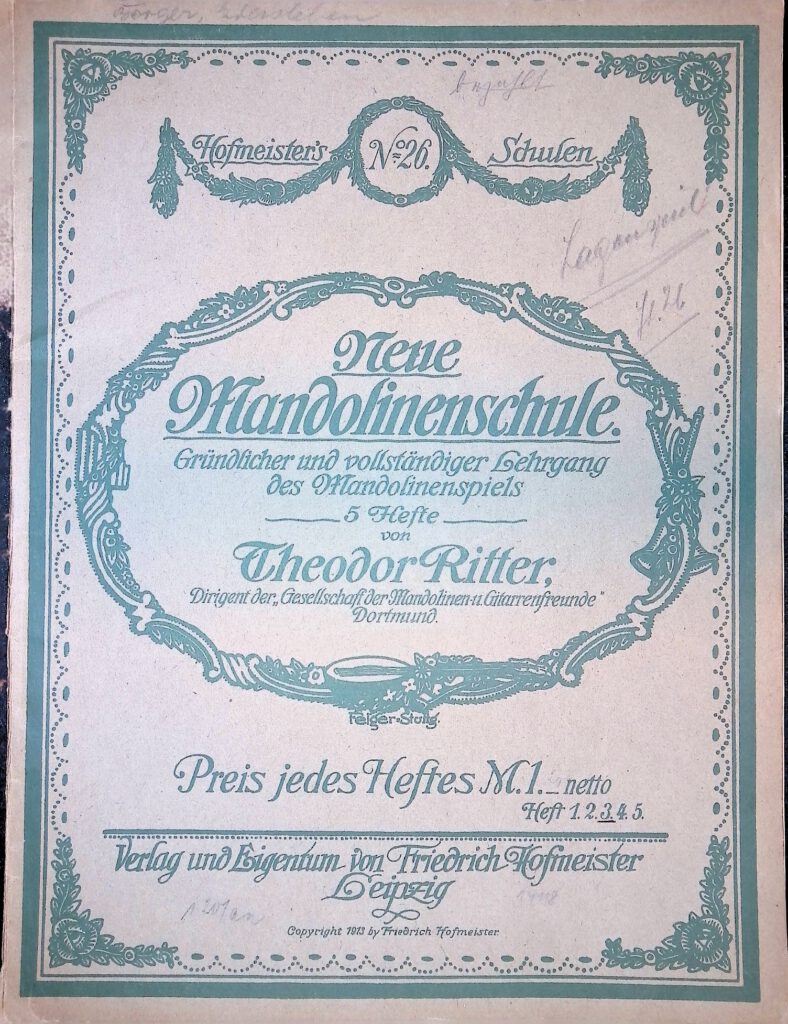 Hofmeister's No 26. Schulen
Neue
Mandolinenschule.
Gründlicher und vollständiger Lehrgang
des Mandolinenspiels
5 Hefte
von
Theodor Ritter,
Dirigent der „Gesellschaft der Mandolinen-u. Gitarrenfreunde"
Dortmund.
Felger-Stuttg.
Preis jedes Heftes M.1._ netto
Heft 1.2.3.4.5.
Verlag und Eigentum von Friedrich Hofmeister
Leipzig
Copyright 1913 by Friedrich Hofmeister.